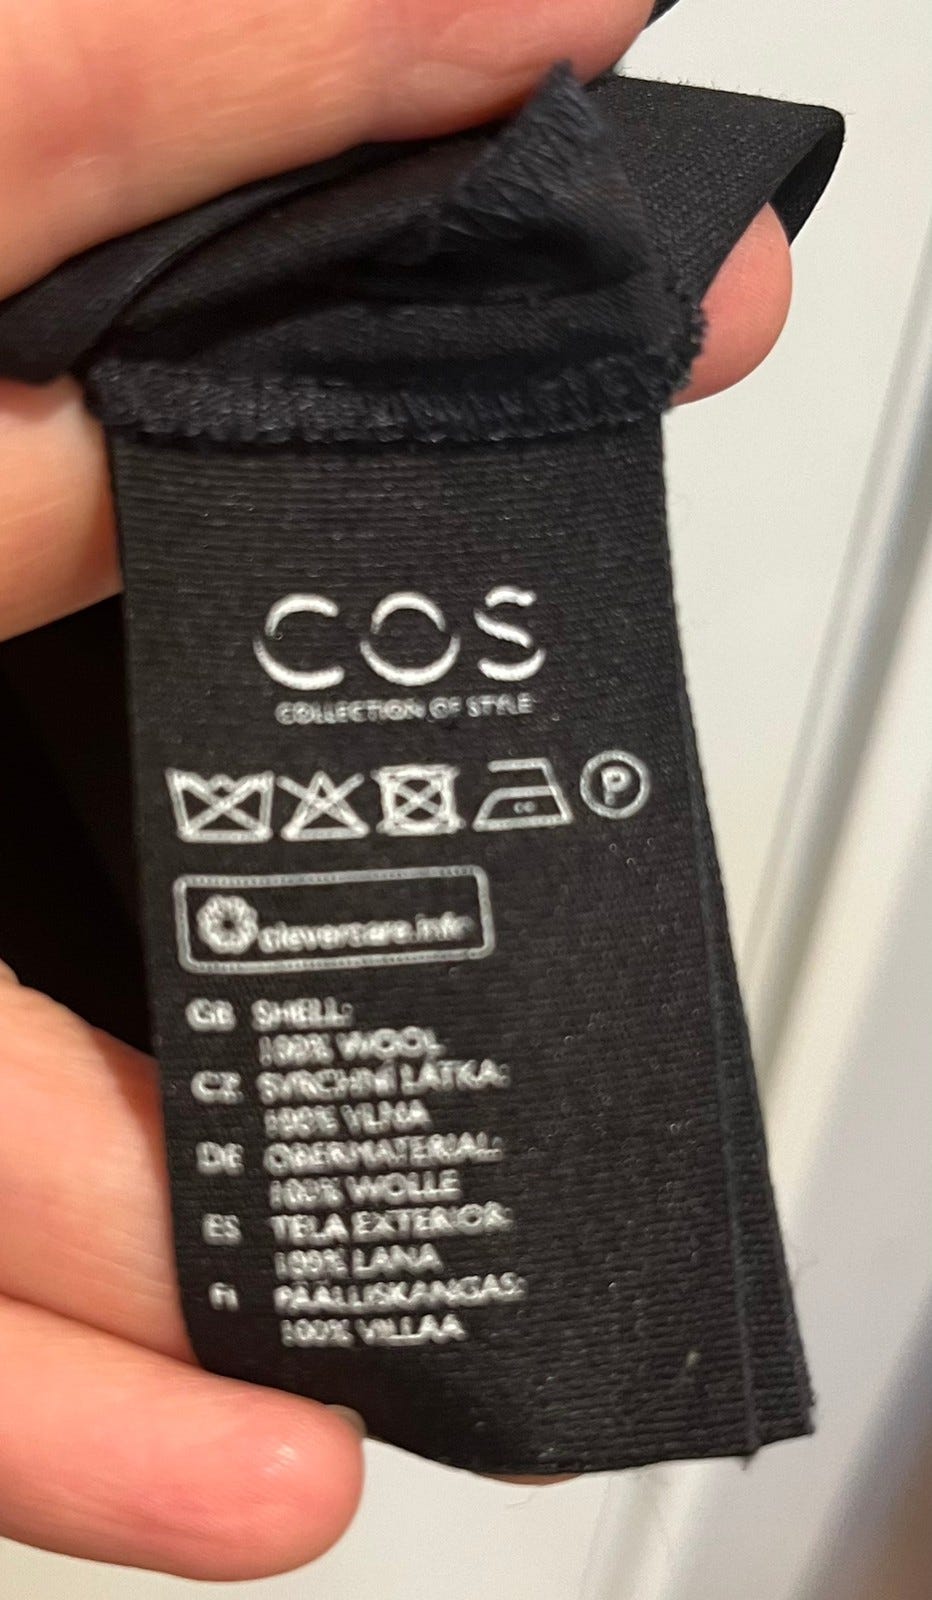 COS
COLLECTION OF STYLE
P
clevercare.info
GB SHELL:
100% WOOL
CZ SVRCHNÍ LÁTKA:
100% VLNA
DE OBERMATERIAL:
100% WOLLE
ES TELA EXTERIOR:
100% LANA
FI PÄÄLLISKANGAS:
100% VILLAA